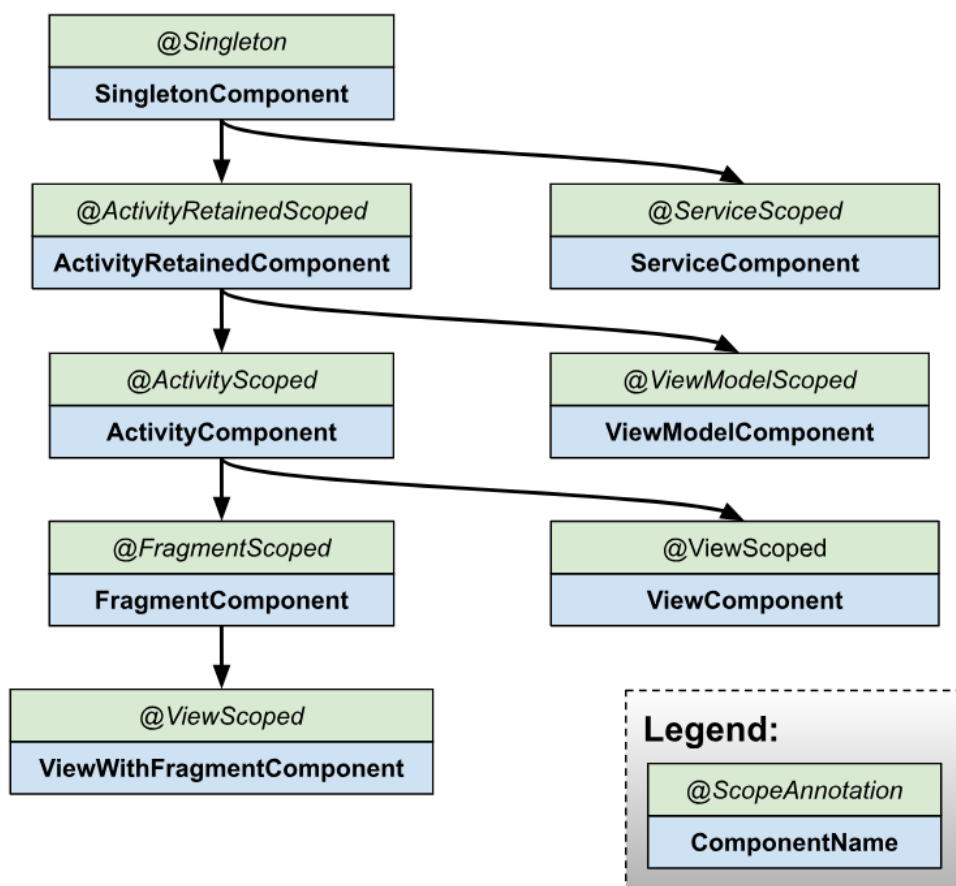 @Singleton
SingletonComponent
@ActivityRetainedScoped
ActivityRetainedComponent
@ServiceScoped
ServiceComponent
@ActivityScoped
ActivityComponent
@ViewModelScoped
ViewModelComponent
@FragmentScoped
FragmentComponent
@ViewScoped
ViewComponent
@ViewScoped
ViewWithFragmentComponent
Legend:
@ScopeAnnotation
ComponentName